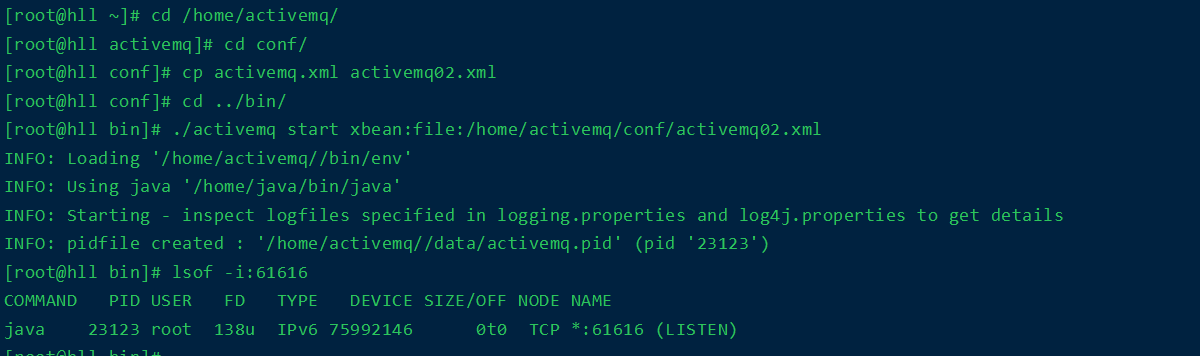 [root@hll ~]# cd /home/activemq/
[root@hll activemq]# cd conf/
[root@hll conf]# cp activemq.xml activemq02.xml
[root@hll conf]# cd ../bin/
[root@hll bin]# ./activemq start xbean:file:/home/activemq/conf/activemq02.xml
INFO: Loading '/home/activemq//bin/env'
INFO: Using java '/home/java/bin/java'
INFO: Starting - inspect logfiles specified in logging.properties and log4j.properties to get details
INFO: pidfile created : '/home/activemq//data/activemq.pid' (pid '23123')
[root@hll bin]# lsof -i:61616
COMMAND   PID USER   FD   TYPE   DEVICE SIZE/OFF NODE NAME
java    23123 root  138u  IPv6 75992146      0t0  TCP *:61616 (LISTEN)
[root@hll bin]#